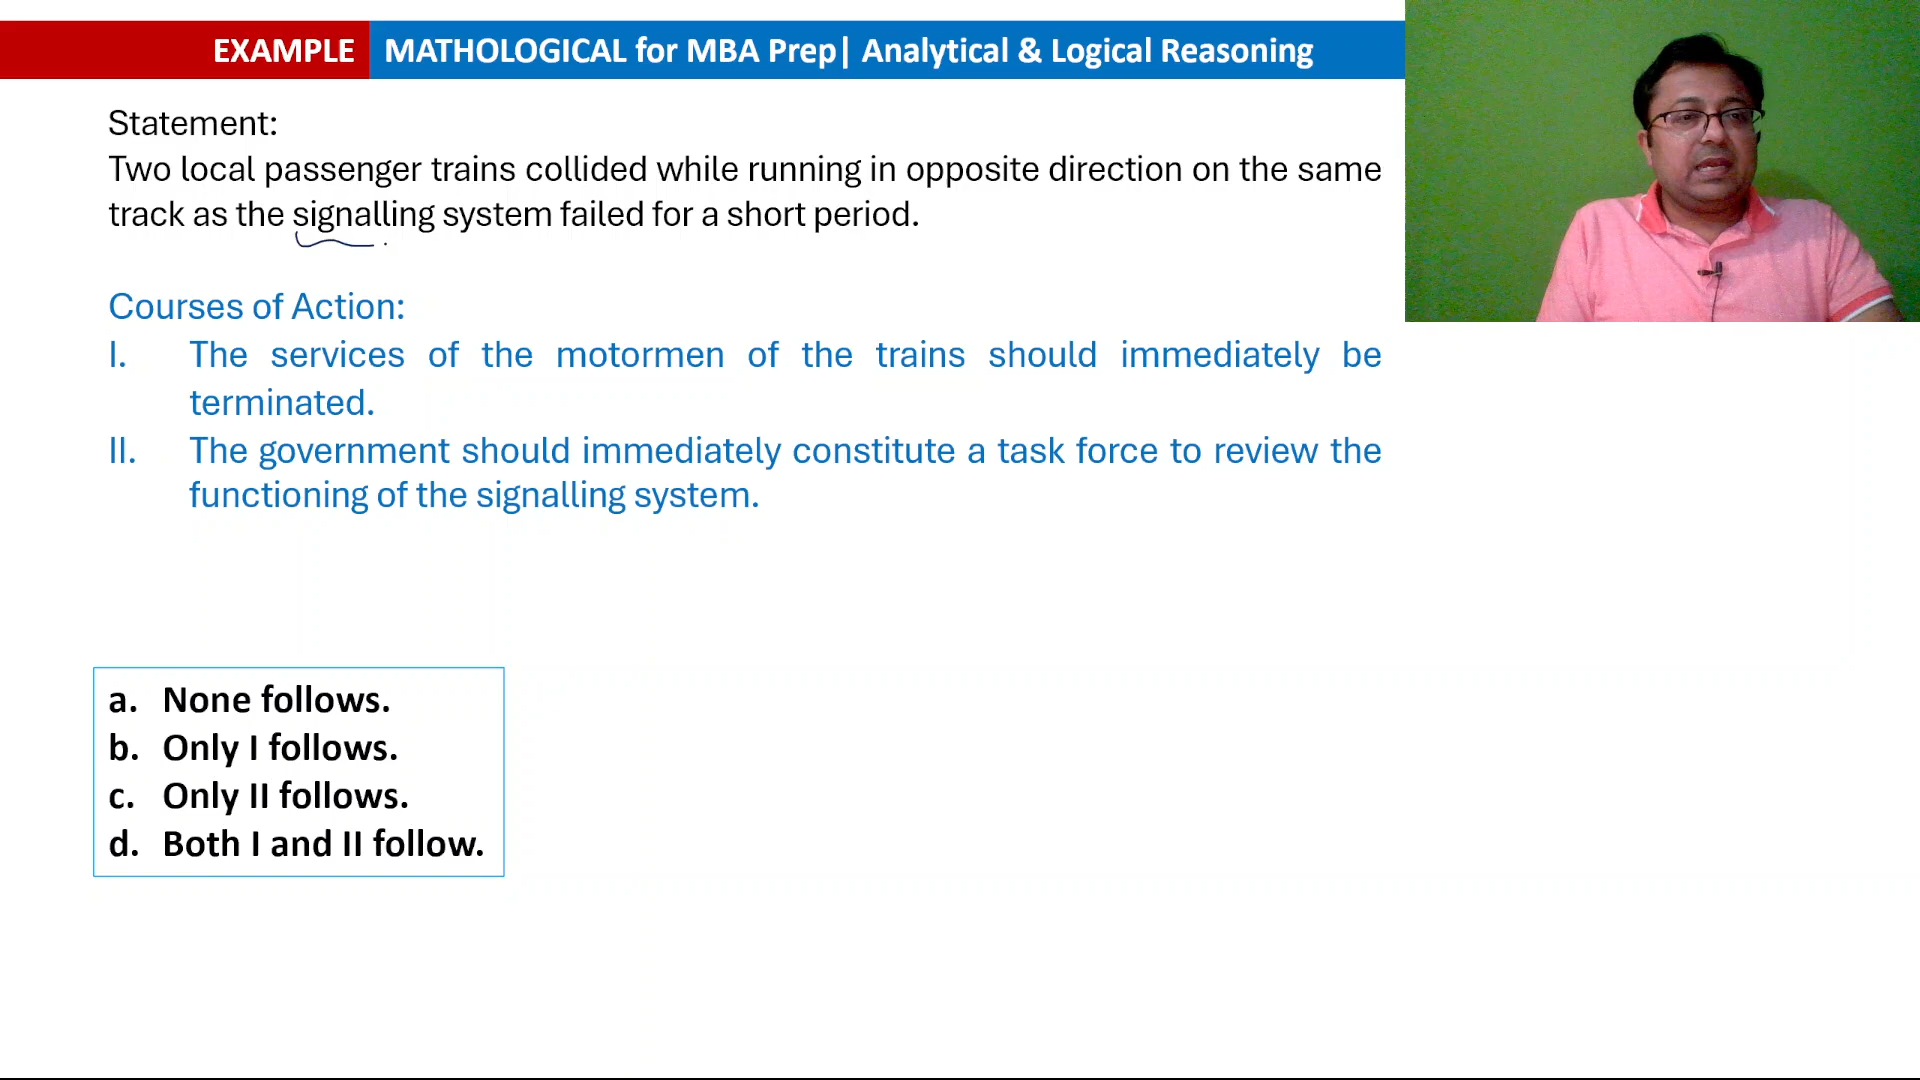 EXAMPLE MATHOLOGICAL for MBA Prep| Analytical & Logical Reasoning
Statement:
Two local passenger trains collided while running in opposite direction on the same
track as the signalling system failed for a short period.
Courses of Action:
I. The services of the motormen of the trains should immediately be
terminated.
II. The government should immediately constitute a task force to review the
functioning of the signalling system.
a. None follows.
b. Only I follows.
c. Only II follows.
d. Both I and II follow.